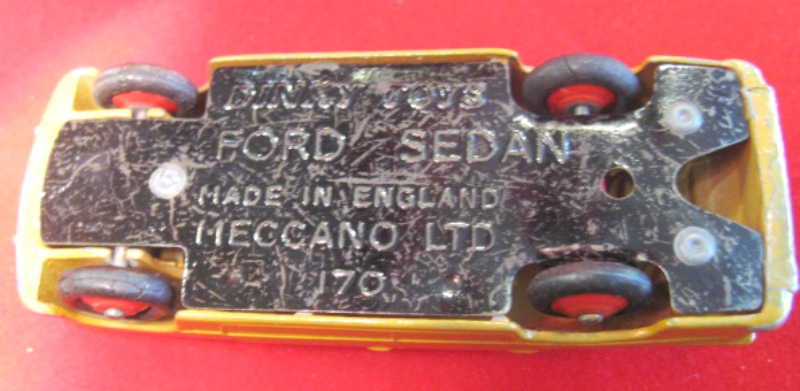 DINKY TOYS
FORD SEDAN
MADE IN ENGLAND
MECCANO LTD
170